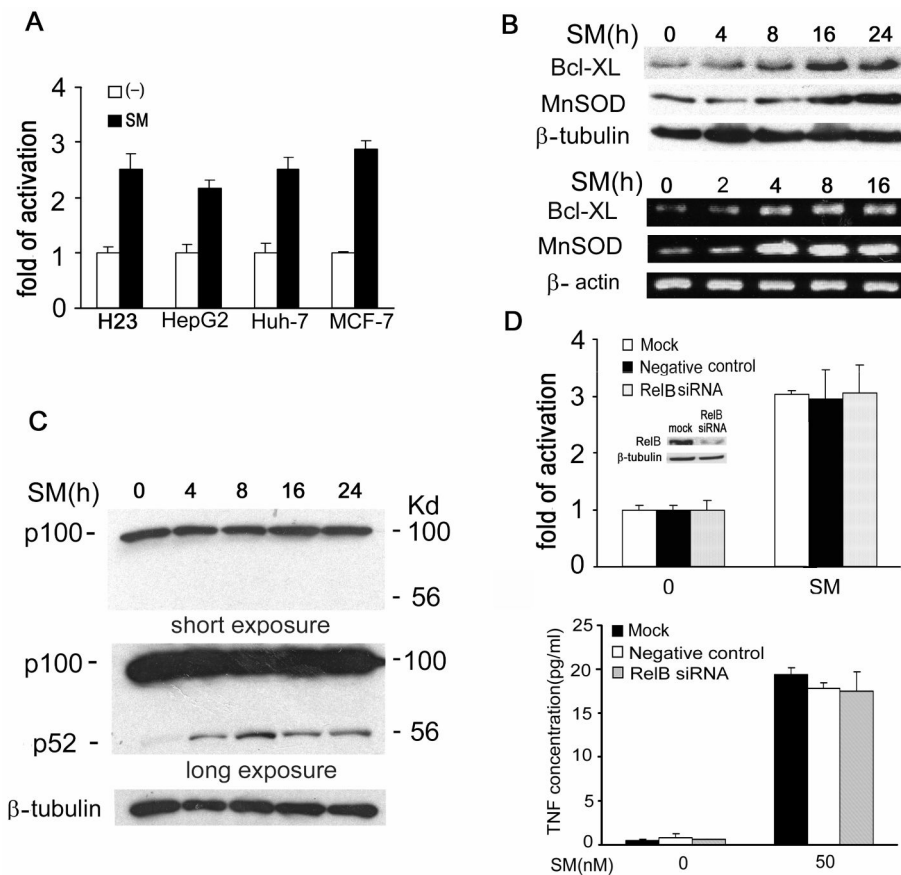 A
fold of activation
4
3
2
1
0
(–)
SM
H23 HepG2 Huh-7 MCF-7
B
SM(h) 0 4 8 16 24
Bcl-XL
MnSOD
β-tubulin
SM(h) 0 2 4 8 16
Bcl-XL
MnSOD
β- actin
C
SM(h) 0 4 8 16 24 Kd
p100 - - 100
- 56
short exposure
p100 - - 100
p52 - - 56
long exposure
β-tubulin
D
fold of activation
4
3
2
1
0
Mock
Negative control
RelB siRNA
mock RelB siRNA
RelB
β-tubulin
0 SM
TNF concentration(pg/ml)
25
20
15
10
5
0
Mock
Negative control
RelB siRNA
SM(nM) 0 50